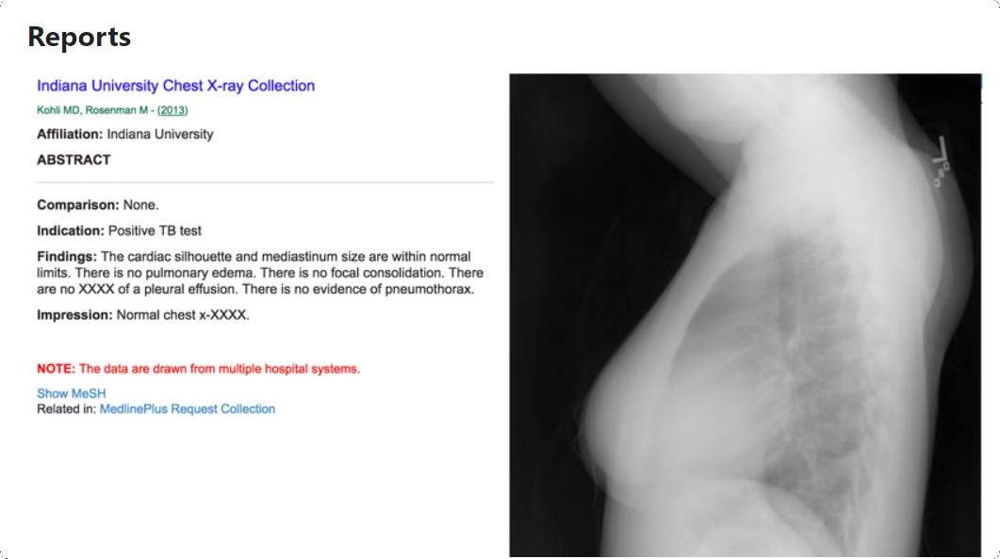 Reports
Indiana University Chest X-ray Collection
Kohli MD, Rosenman M - (2013)
Affiliation: Indiana University
ABSTRACT
Comparison: None.
Indication: Positive TB test
Findings: The cardiac silhouette and mediastinum size are within normal
limits. There is no pulmonary edema. There is no focal consolidation. There
are no XXXX of a pleural effusion. There is no evidence of pneumothorax.
Impression: Normal chest x-XXXX.
NOTE: The data are drawn from multiple hospital systems.
Show MeSH
Related in: MedlinePlus Request Collection
L